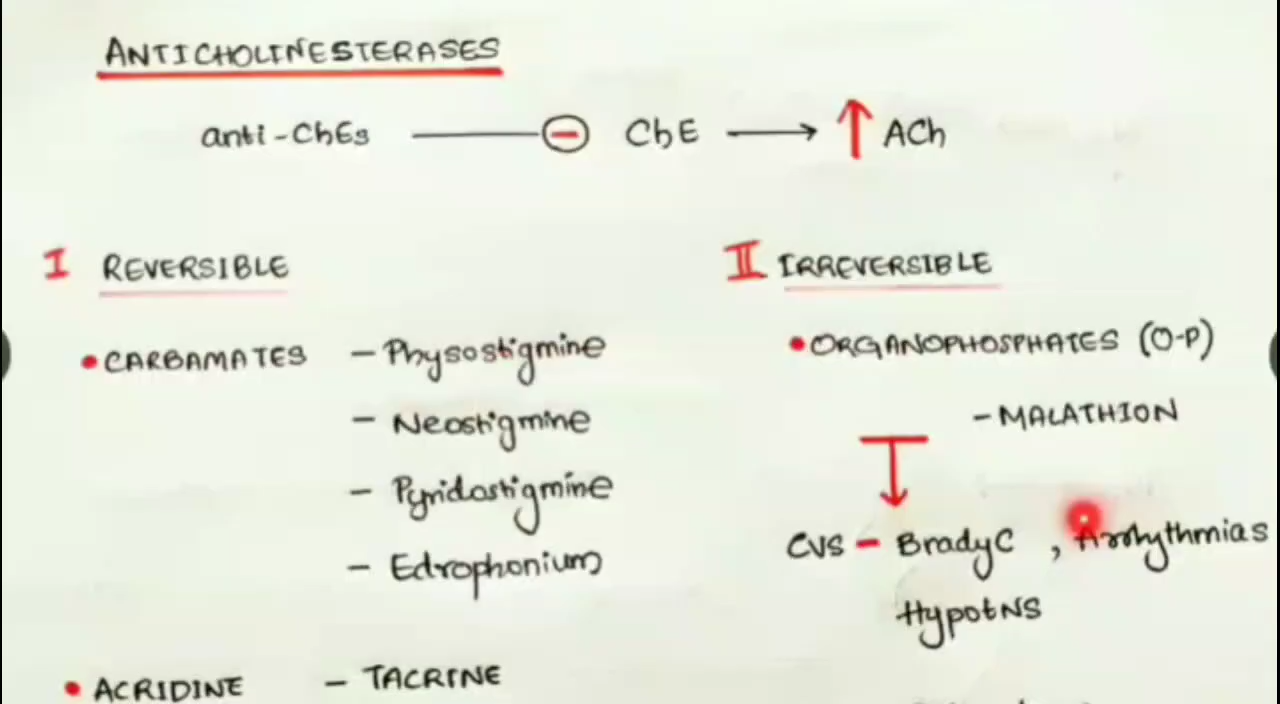 ANTICHOLINESTERASES
anti-ChEs — ⊖ ChE → ↑ ACh
I REVERSIBLE
• CARBAMATES – Physostigmine
– Neostigmine
– Pyridostigmine
– Edrophonium
• ACRIDINE – TACRINE
II IRREVERSIBLE
• ORGANOPHOSPHATES (O-P)
– MALATHION
CVS – BradyC , Arrhythmias
HypotNS